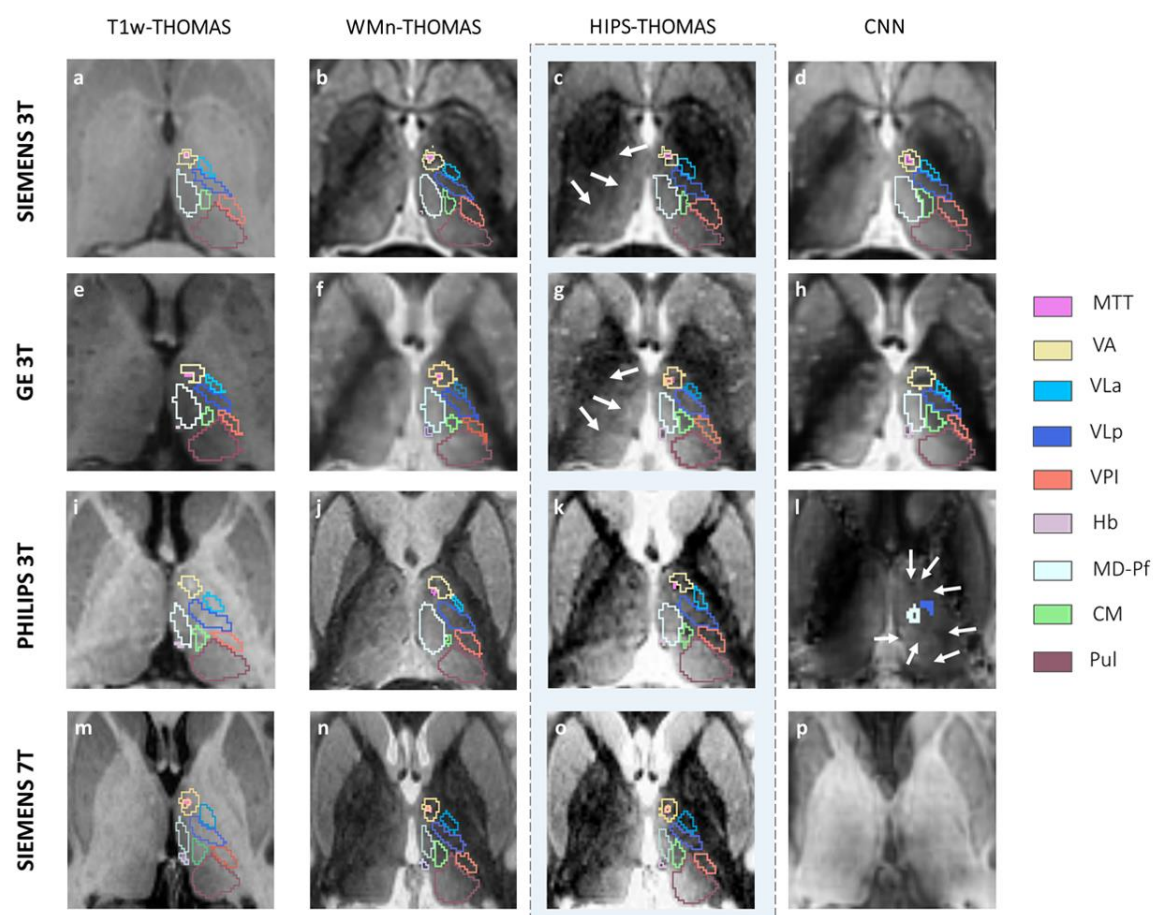 T1w-THOMAS WMn-THOMAS HIPS-THOMAS CNN
SIEMENS 3T
a b c d
GE 3T
e f g h
PHILIPS 3T
i j k l
SIEMENS 7T
m n o p
MTT
VA
VLa
VLp
VPl
Hb
MD-Pf
CM
Pul